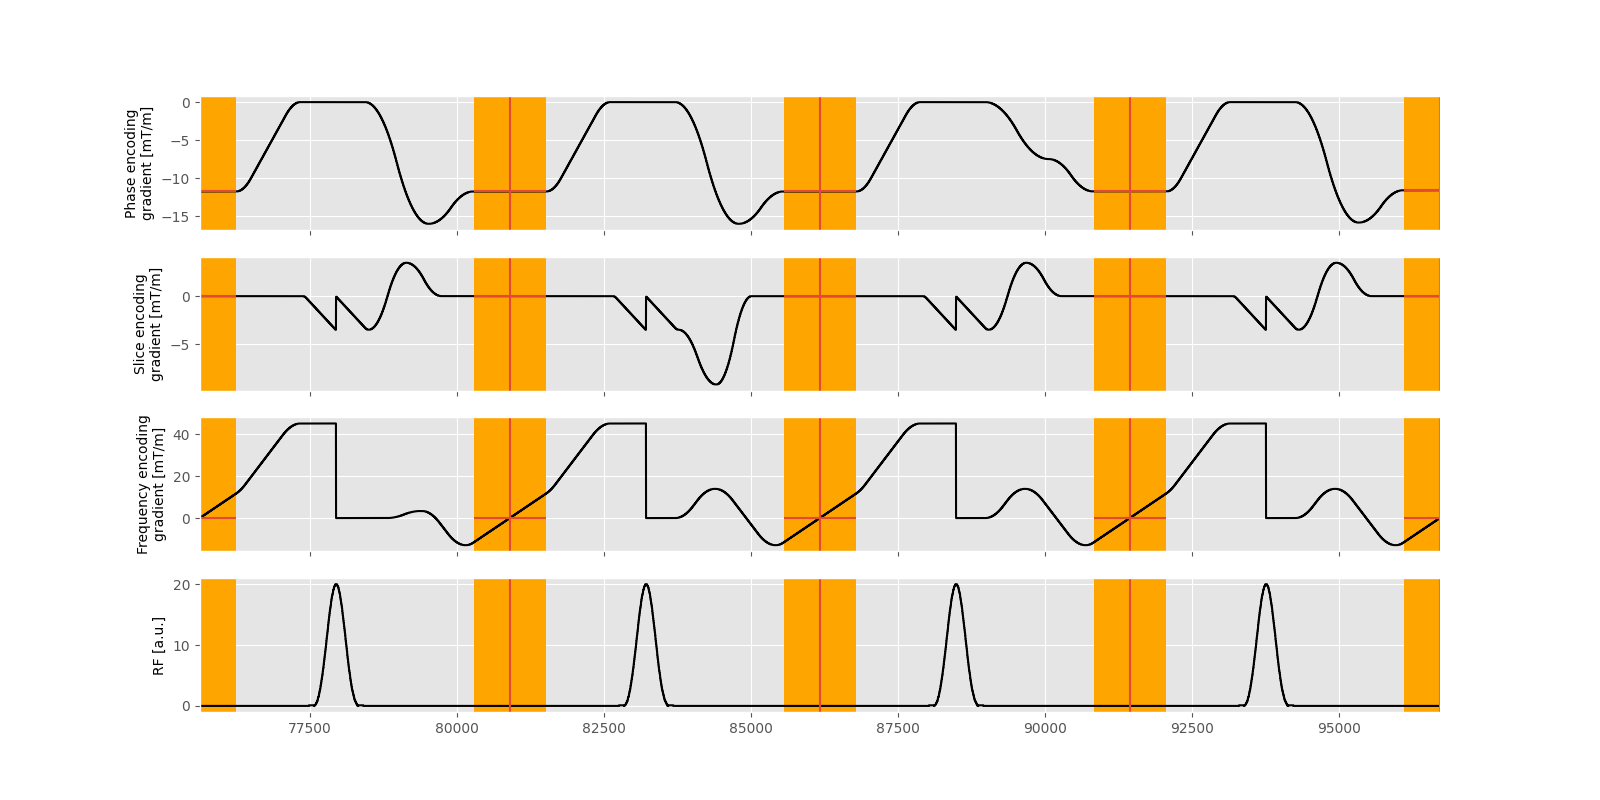 Phase encoding
gradient [mT/m]
0
−5
−10
−15
Slice encoding
gradient [mT/m]
0
−5
Frequency encoding
gradient [mT/m]
40
20
0
RF [a.u.]
20
10
0
77500 80000 82500 85000 87500 90000 92500 95000